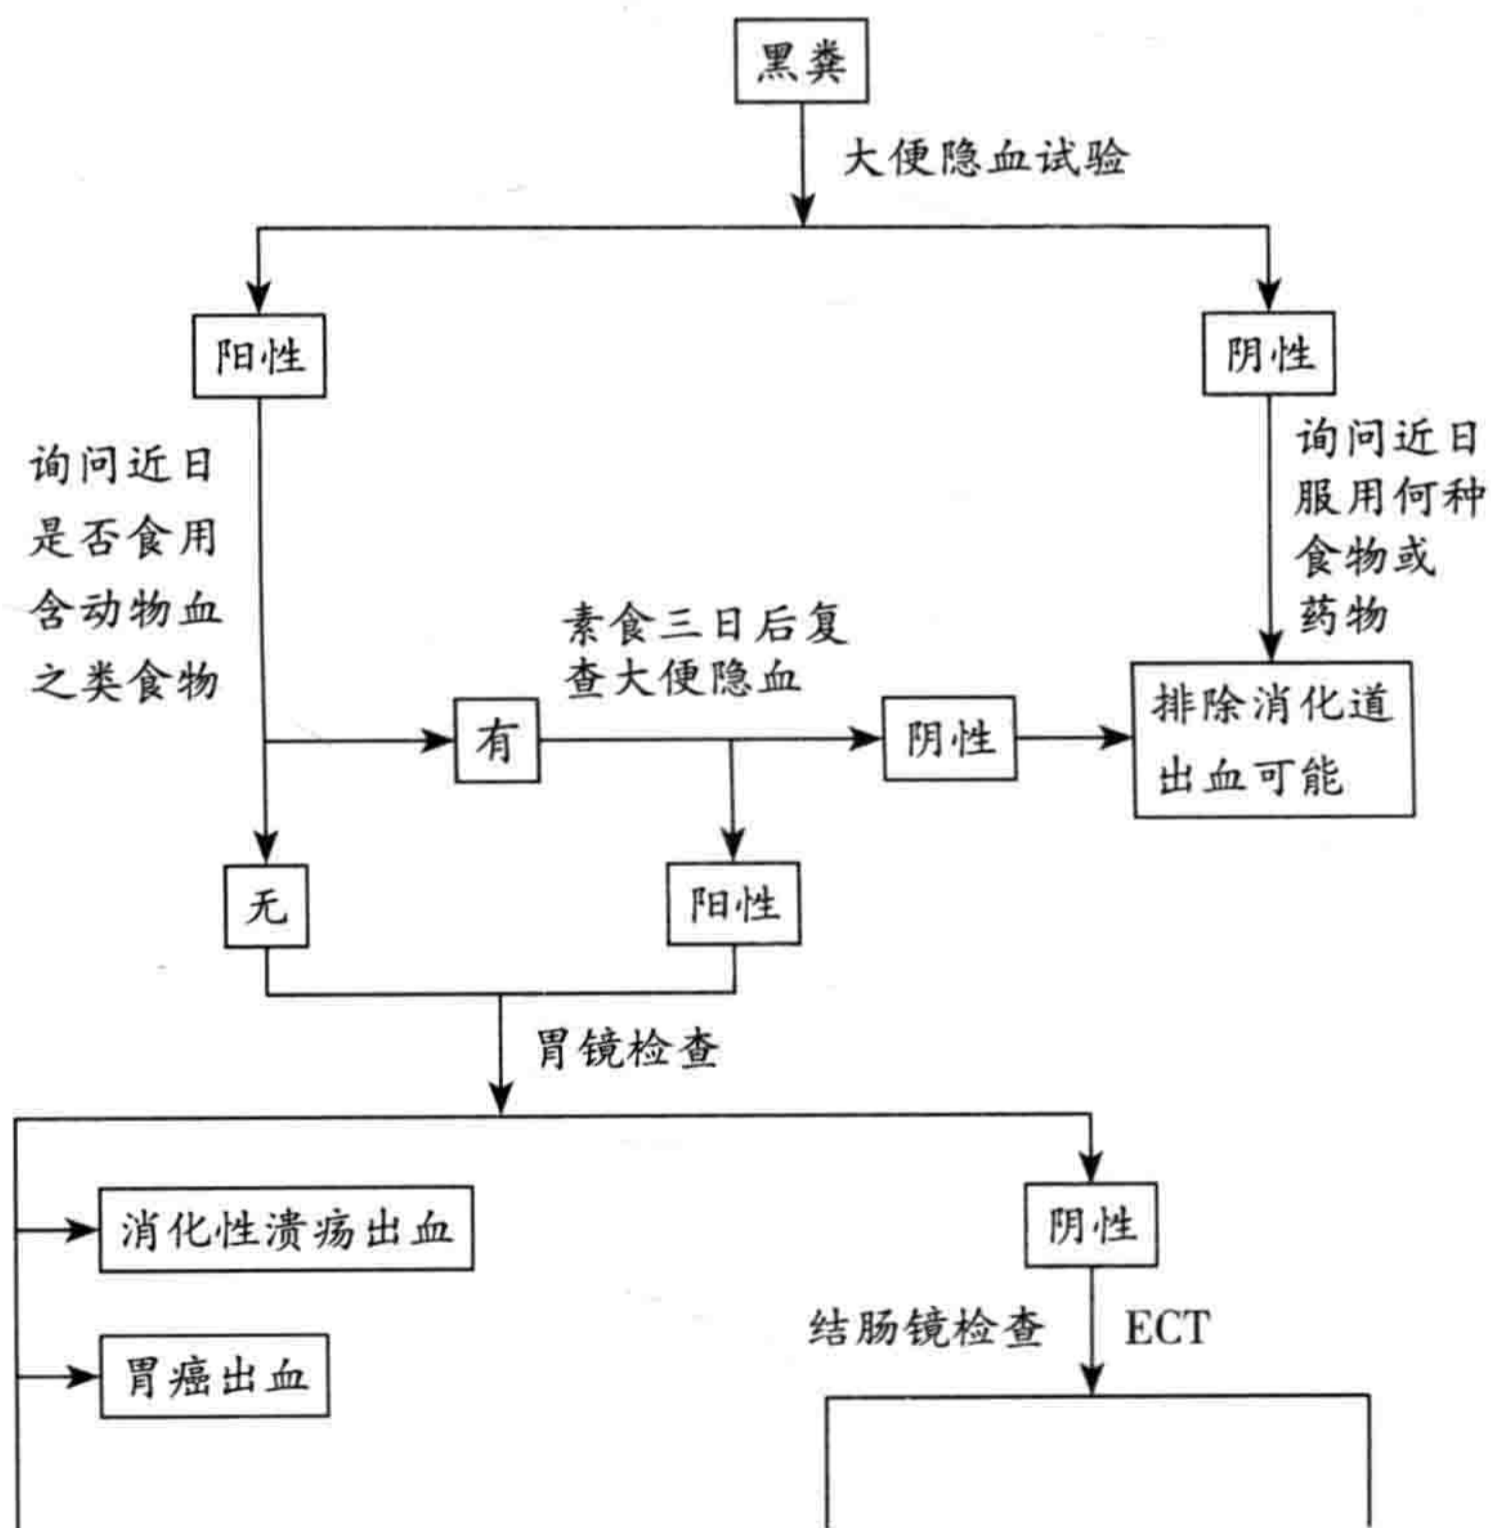 黑粪
大便隐血试验
阳性
阴性
询问近日
是否食用
含动物血
之类食物
询问近日
服用何种
食物或
药物
素食三日后复
查大便隐血
有
阴性
排除消化道
出血可能
无
阳性
胃镜检查
消化性溃疡出血
阴性
结肠镜检查
ECT
胃癌出血